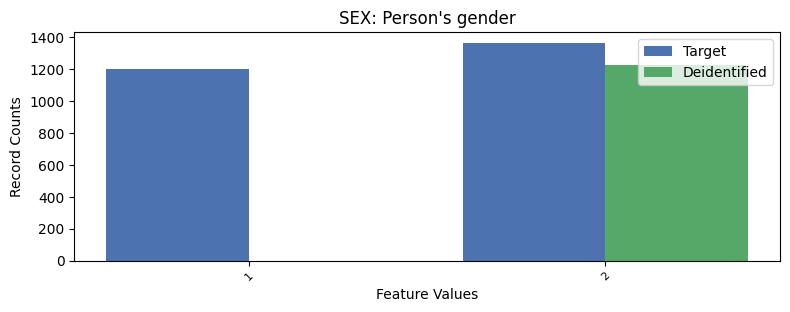 SEX: Person's gender
Record Counts
1400
1200
1000
800
600
400
200
0
Target
Deidentified
1
2
Feature Values